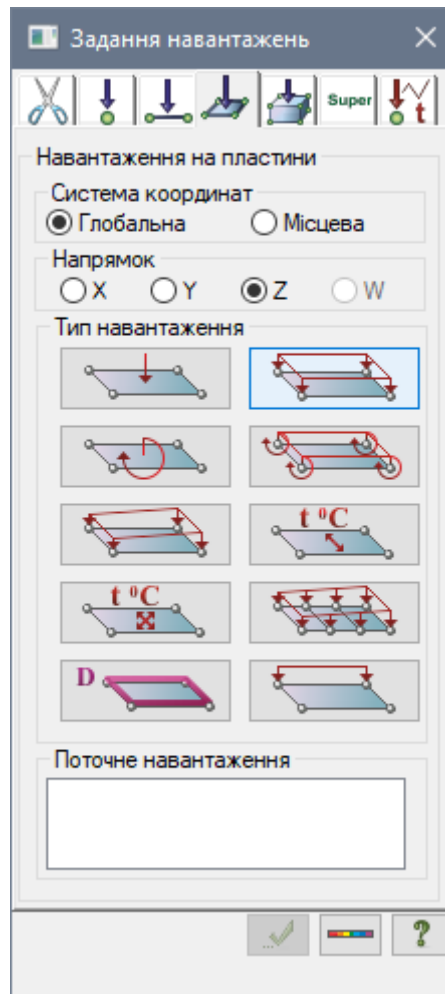 Задання навантажень
Super
t
Навантаження на пластини
Система координат
Глобальна Місцева
Напрямок
X Y Z W
Тип навантаження
t °C
t °C
D
Поточне навантаження
?